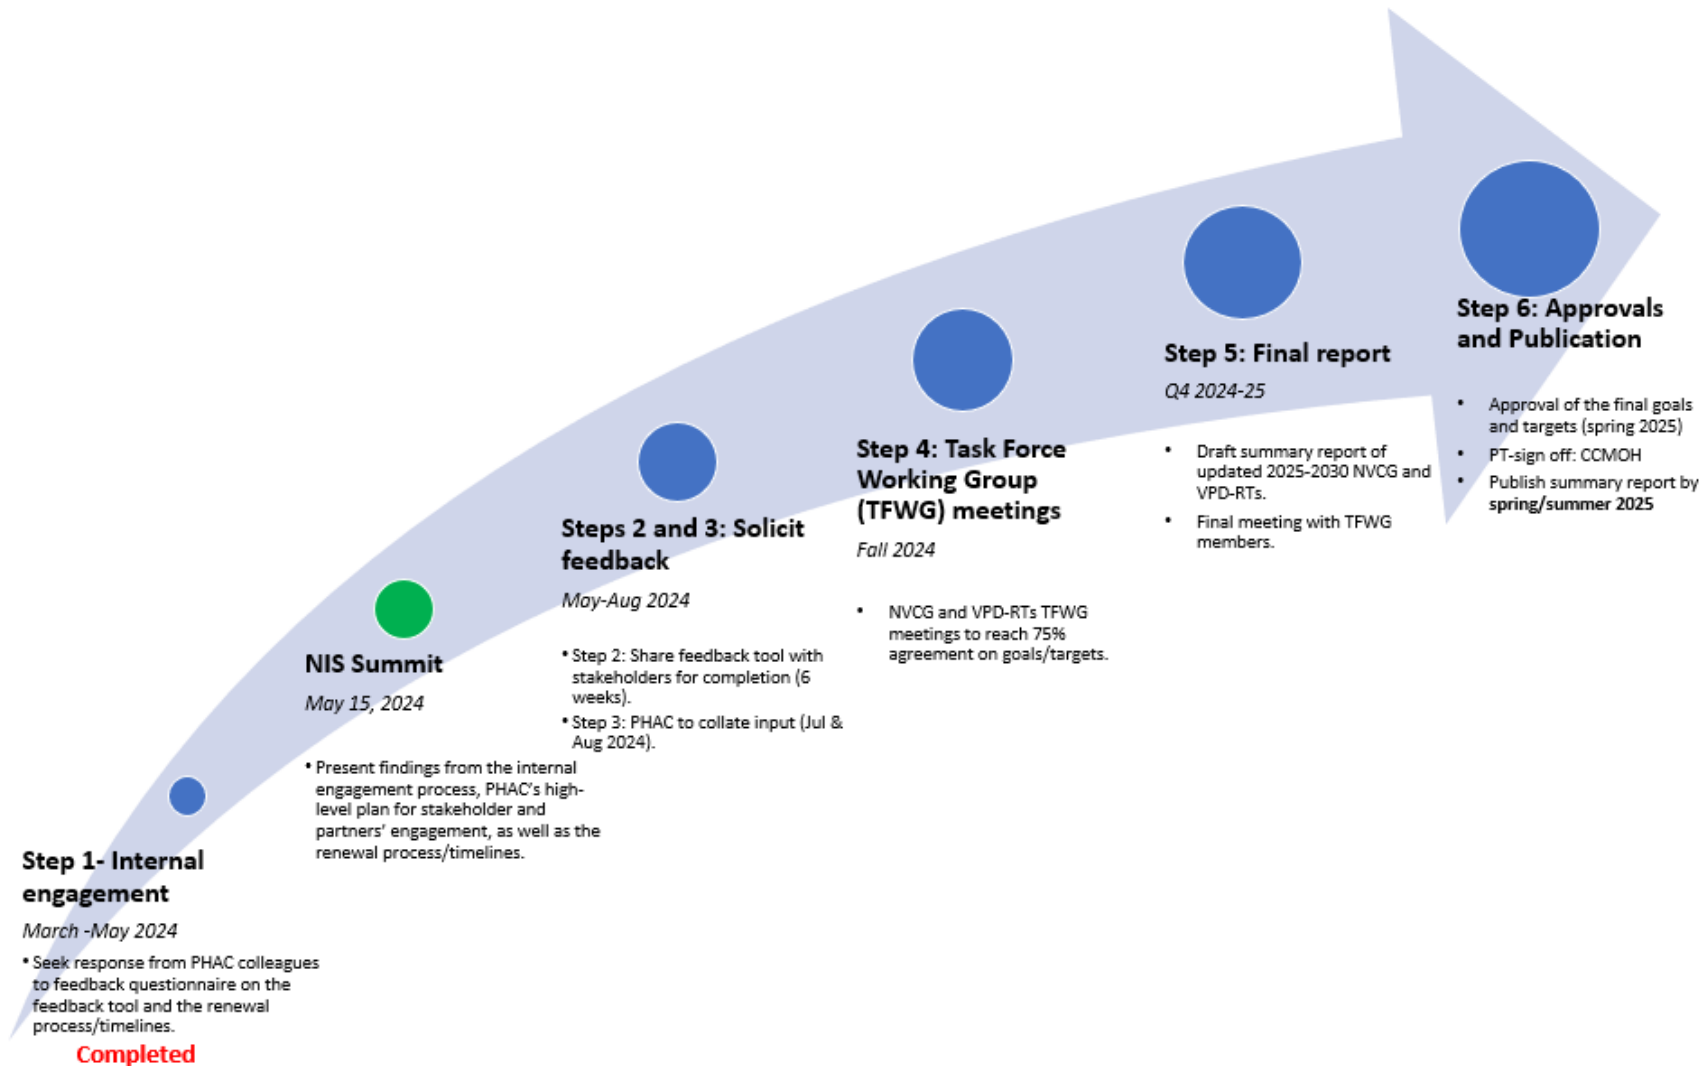 Step 1- Internal
engagement
March -May 2024
• Seek response from PHAC colleagues
to feedback questionnaire on the
feedback tool and the renewal
process/timelines.
Completed
NIS Summit
May 15, 2024
• Present findings from the internal
engagement process, PHAC’s high-
level plan for stakeholder and
partners’ engagement, as well as the
renewal process/timelines.
Steps 2 and 3: Solicit
feedback
May-Aug 2024
• Step 2: Share feedback tool with
stakeholders for completion (6
weeks).
• Step 3: PHAC to collate input (Jul &
Aug 2024).
Step 4: Task Force
Working Group
(TFWG) meetings
Fall 2024
• NVCG and VPD-RTs TFWG
meetings to reach 75%
agreement on goals/targets.
Step 5: Final report
Q4 2024-25
• Draft summary report of
updated 2025-2030 NVCG and
VPD-RTs.
• Final meeting with TFWG
members.
Step 6: Approvals
and Publication
• Approval of the final goals
and targets (spring 2025)
• PT-sign off: CCMOH
• Publish summary report by
spring/summer 2025